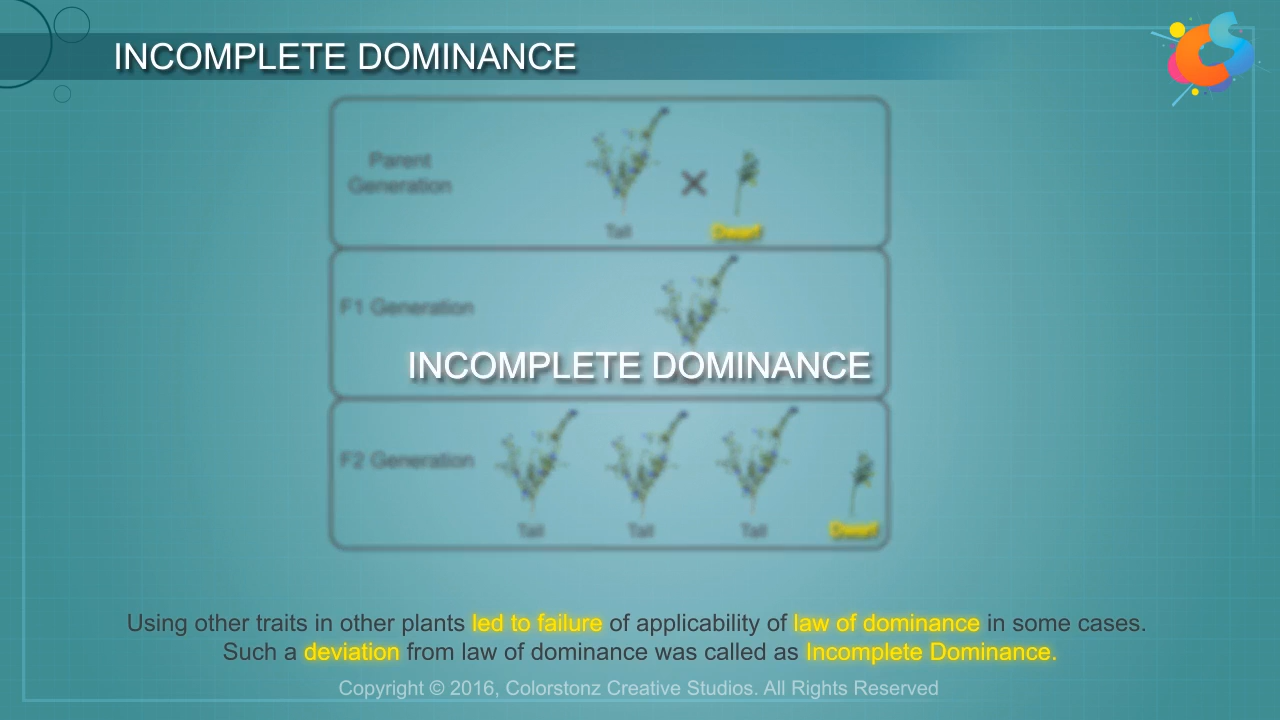 INCOMPLETE DOMINANCE
Parent
Generation
Tall
Dwarf
F1 Generation
INCOMPLETE DOMINANCE
F2 Generation
Tall Tall Tall Dwarf
Using other traits in other plants led to failure of applicability of law of dominance in some cases.
Such a deviation from law of dominance was called as Incomplete Dominance.
Copyright © 2016, Colorstonz Creative Studios. All Rights Reserved